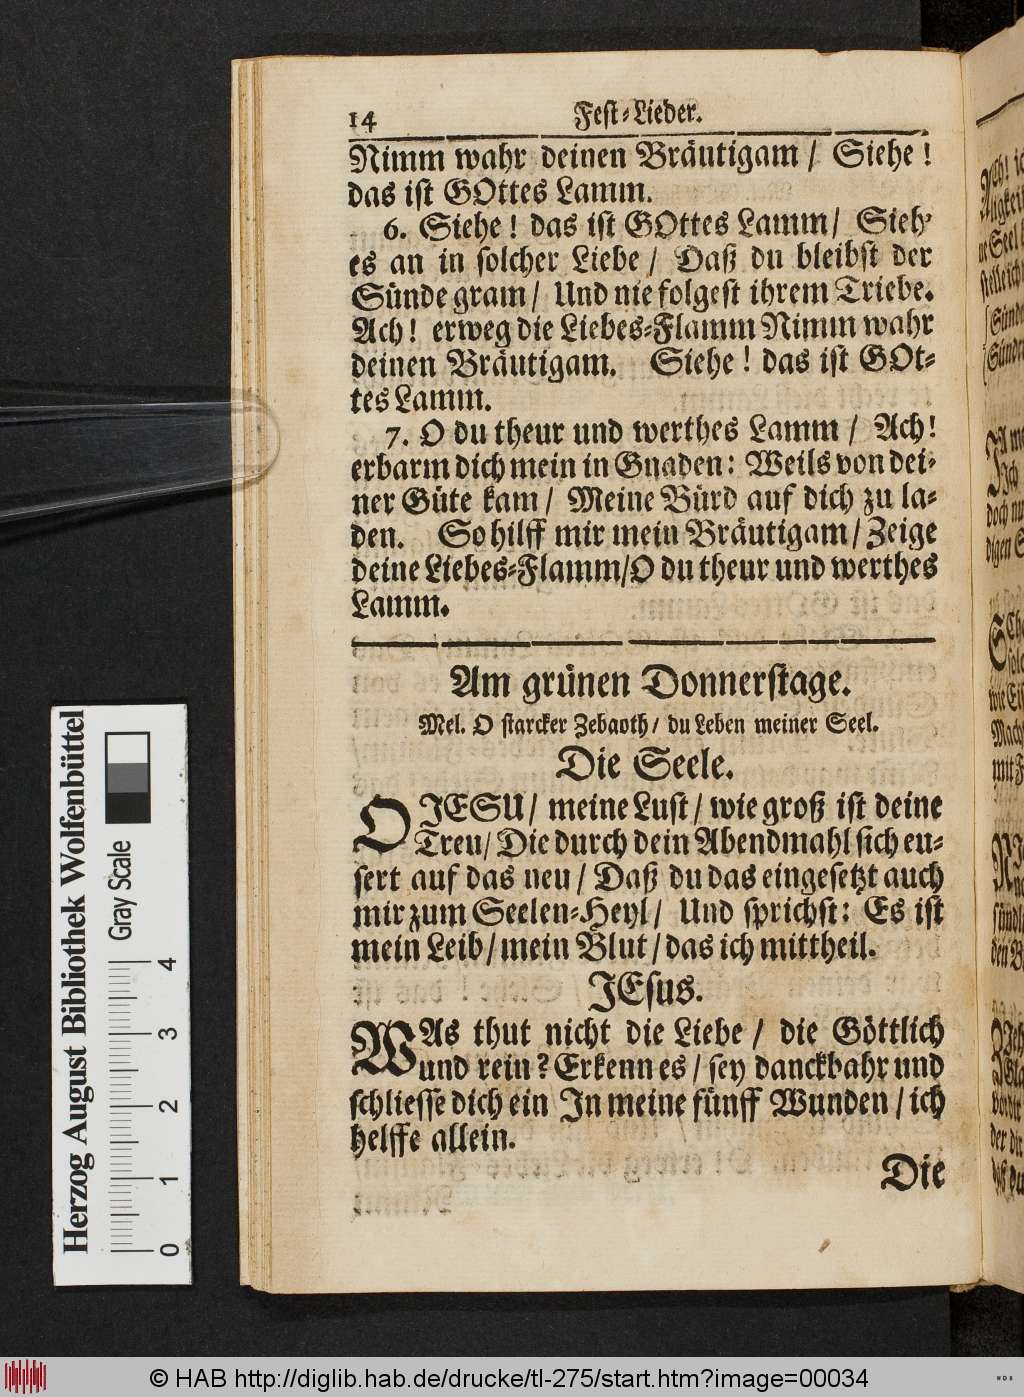 14 Fest-Lieder.
Nimm wahr deinen Bräutigam / Siehe!
das ist GOttes Lamm.
6. Siehe! das ist GOttes Lamm/ Sieh'
es an in solcher Liebe / Daß du bleibst der
Sünde gram / Und nie folgest ihrem Triebe.
Ach! erweg die Liebes-Flamm Nimm wahr
deinen Bräutigam. Siehe! das ist GOt-
tes Lamm.
7. O du theur und werthes Lamm / Ach!
erbarm dich mein in Gnaden: Weils von dei-
ner Güte kam / Meine Bürd auf dich zu la-
den. So hilff mir mein Bräutigam / Zeige
deine Liebes-Flamm/O du theur und werthes
Lamm.
Am grünen Donnerstage.
Mel. O starcker Zebaoth / du Leben meiner Seel.
Die Seele.
O JESU / meine Lust / wie groß ist deine
Treu / Die durch dein Abendmahl sich eu-
sert auf das neu / Daß du das eingesetzt auch
mir zum Seelen-Heyl / Und sprichst: Es ist
mein Leib / mein Blut / das ich mittheil.
JEsus.
WAs thut nicht die Liebe / die Göttlich
und rein? Erkenn es / sey danckbahr und
schliesse dich ein In meine fünff Wunden / ich
helffe allein.
Die
Herzog August Bibliothek Wolfenbüttel
Gray Scale
0 1 2 3 4
© HAB http://diglib.hab.de/drucke/tl-275/start.htm?image=00034